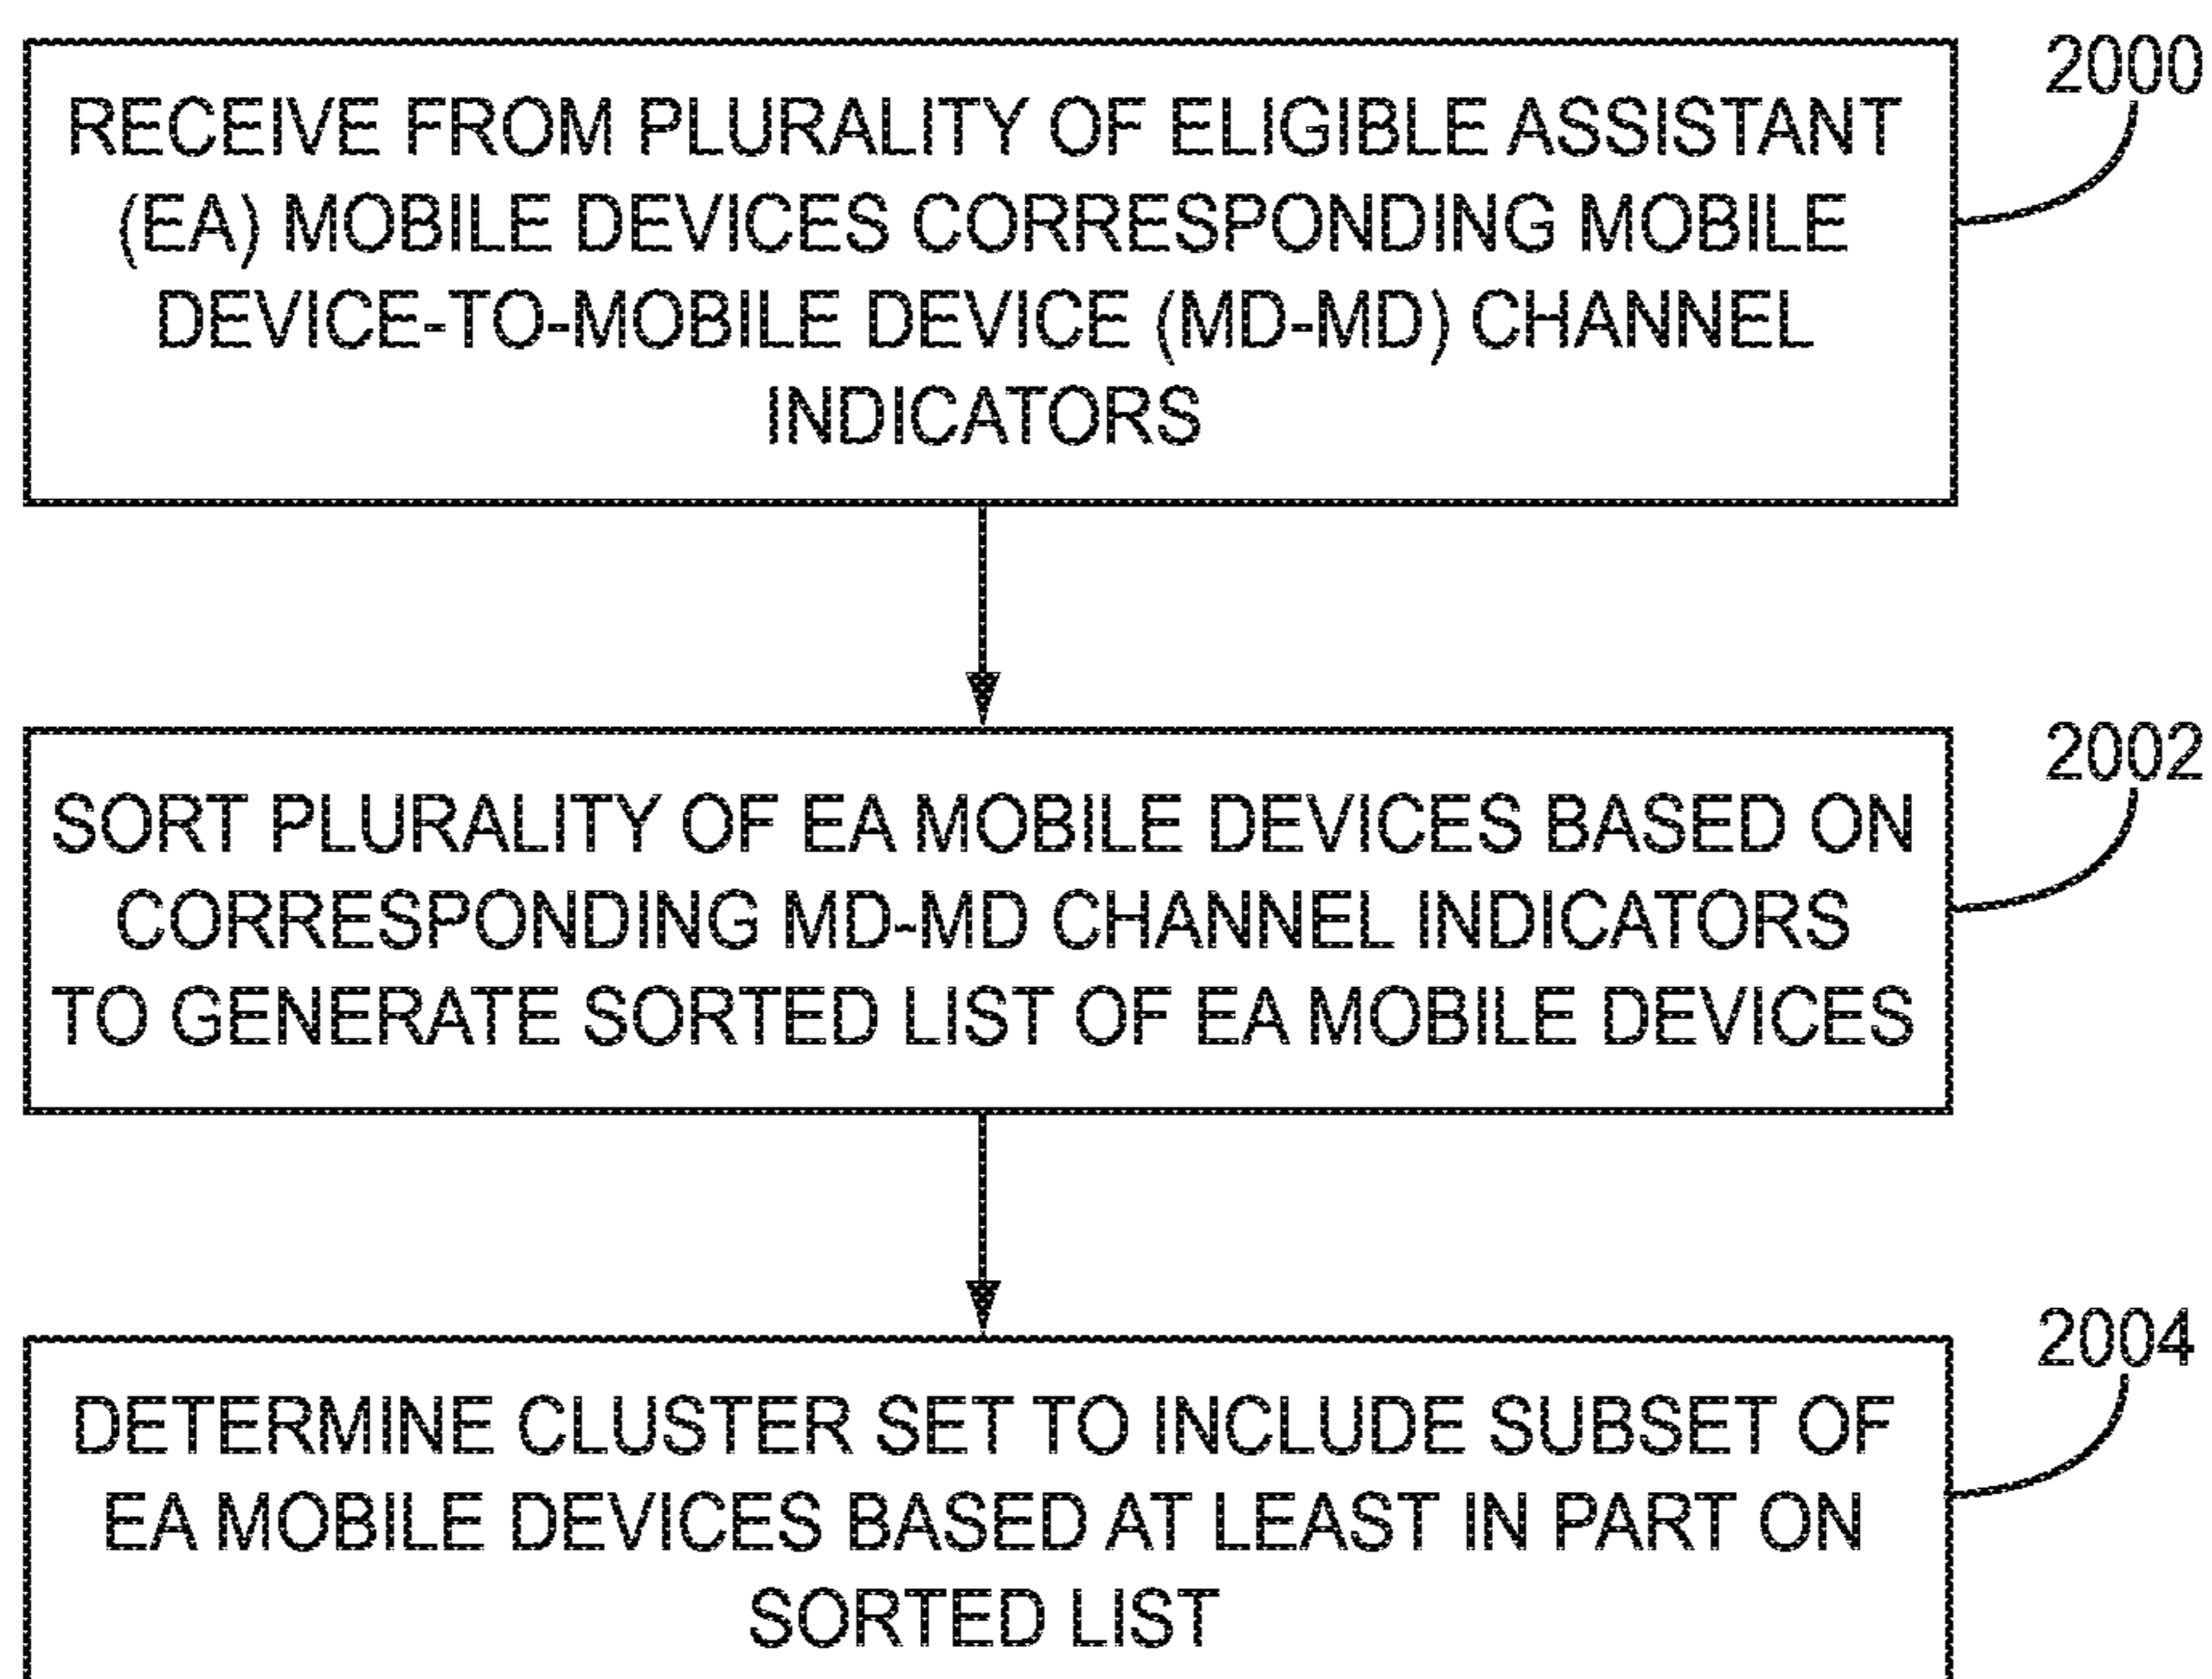 2000
RECEIVE FROM PLURALITY OF ELIGIBLE ASSISTANT
(EA) MOBILE DEVICES CORRESPONDING MOBILE
DEVICE-TO-MOBILE DEVICE (MD-MD) CHANNEL
INDICATORS
2002
SORT PLURALITY OF EA MOBILE DEVICES BASED ON
CORRESPONDING MD-MD CHANNEL INDICATORS
TO GENERATE SORTED LIST OF EA MOBILE DEVICES
2004
DETERMINE CLUSTER SET TO INCLUDE SUBSET OF
EA MOBILE DEVICES BASED AT LEAST IN PART ON
SORTED LIST